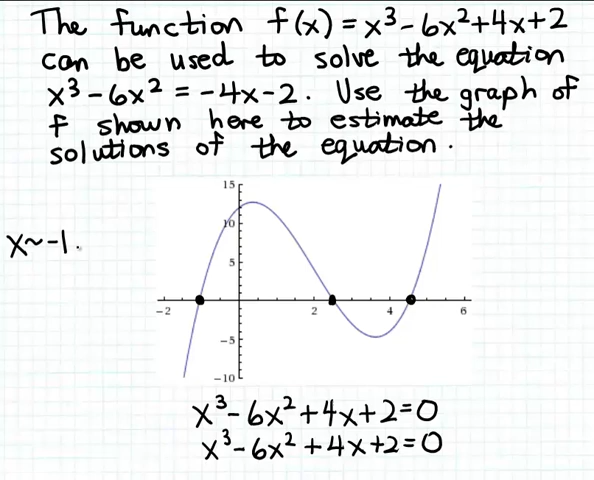 The function f(x) = x³ - 6x² + 4x + 2
can be used to solve the equation
x³ - 6x² = -4x - 2. Use the graph of
f shown here to estimate the
solutions of the equation.
15
10
x ~ -1.
5
-2 2 4 6
-5
-10
x³ - 6x² + 4x + 2 = 0
x³ - 6x² + 4x + 2 = 0